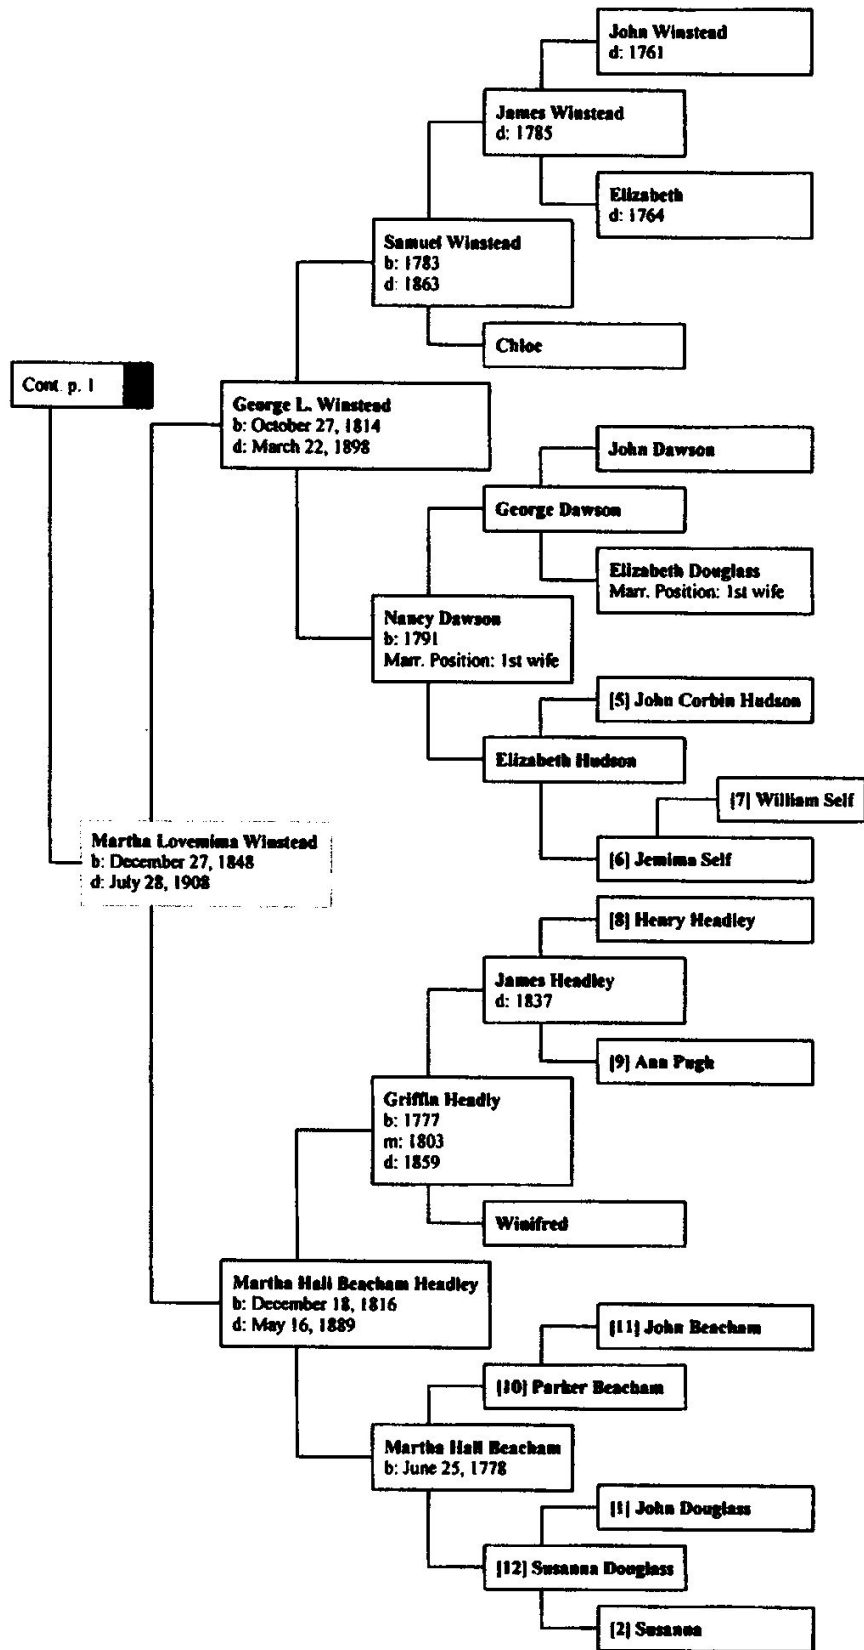 John Winstead
d: 1761
James Winstead
d: 1785
Elizabeth
d: 1764
Samuel Winstead
b: 1783
d: 1863
Chloe
Cont. p. 1
George L. Winstead
b: October 27, 1814
d: March 22, 1898
John Dawson
George Dawson
Elizabeth Douglass
Marr. Position: 1st wife
Nancy Dawson
b: 1791
Marr. Position: 1st wife
[5] John Corbin Hudson
Elizabeth Hudson
[7] William Self
[6] Jemima Self
Martha Lovemima Winstead
b: December 27, 1848
d: July 28, 1908
[8] Henry Headley
James Headley
d: 1837
[9] Ann Pugh
Griffin Headly
b: 1777
m: 1803
d: 1859
Winifred
Martha Hall Beacham Headley
b: December 18, 1816
d: May 16, 1889
[11] John Beacham
[10] Parker Beacham
Martha Hall Beacham
b: June 25, 1778
[1] John Douglass
[12] Susanna Douglass
[2] Susanna